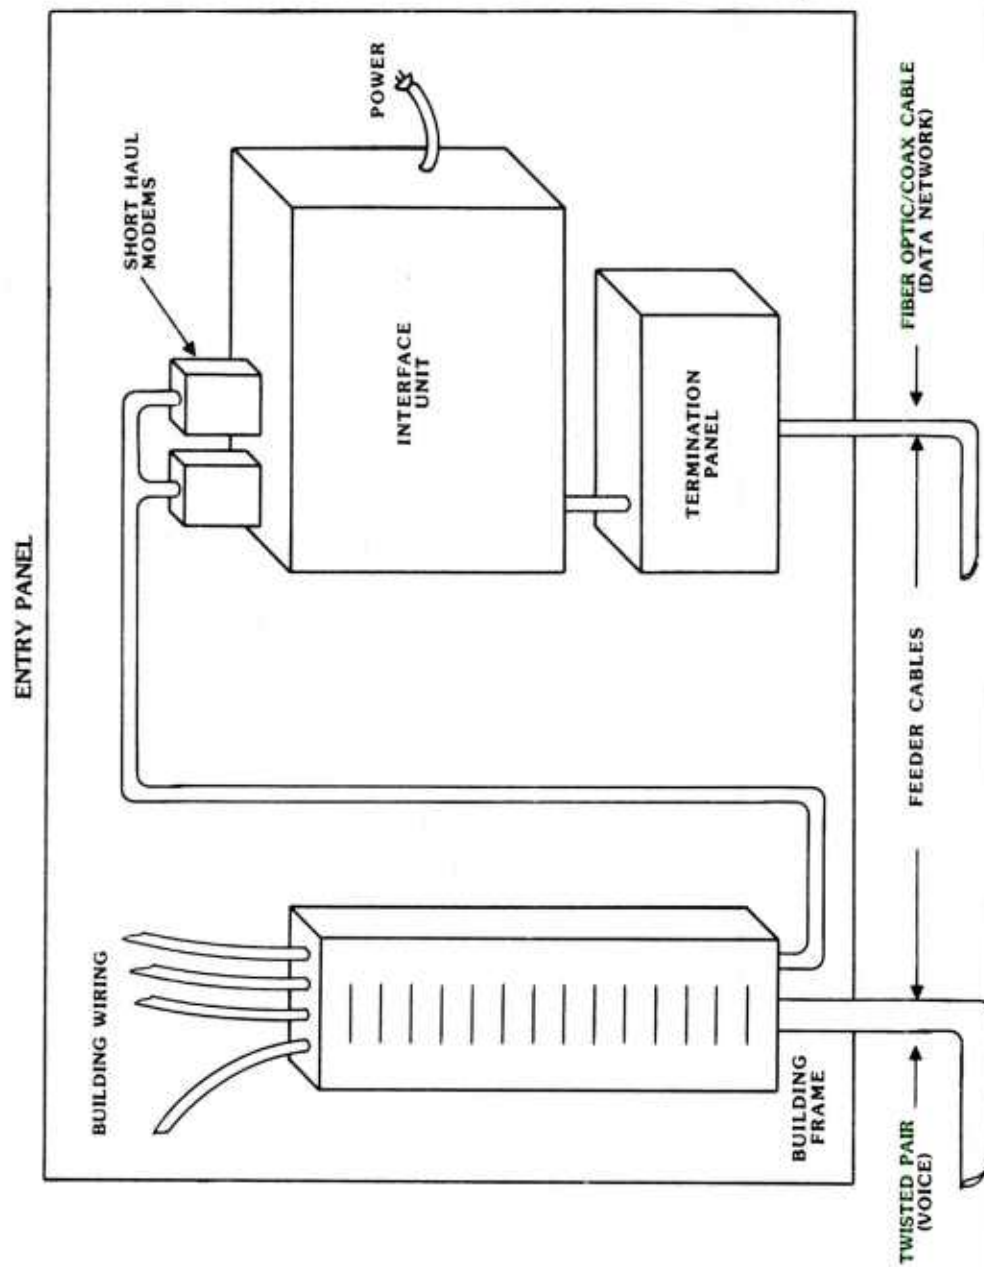 ENTRY PANEL
BUILDING WIRING
SHORT HAUL
MODEMS
POWER
INTERFACE
UNIT
TERMINATION
PANEL
BUILDING
FRAME
TWISTED PAIR
(VOICE)
FEEDER CABLES
FIBER OPTIC/COAX CABLE
(DATA NETWORK)